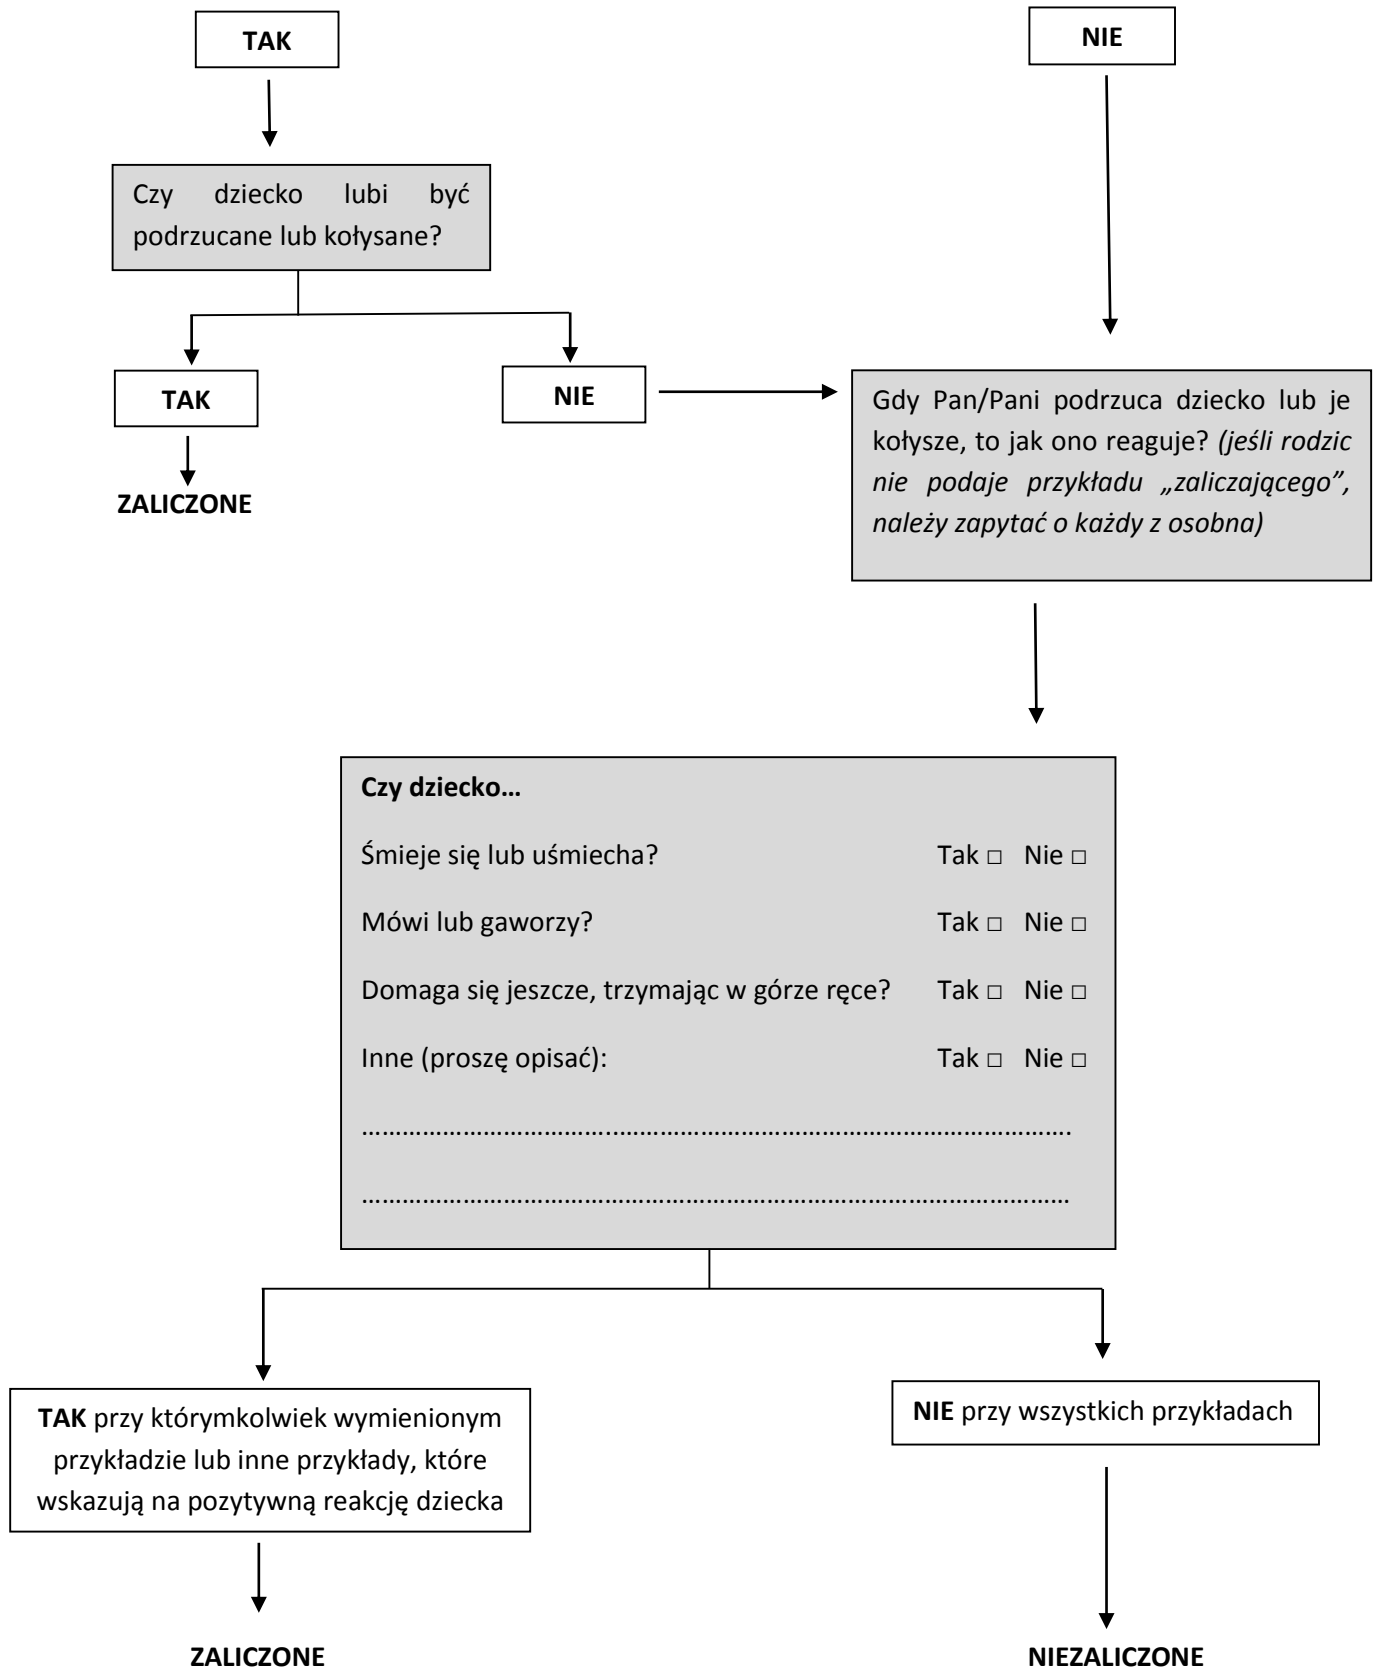 TAK
NIE
Czy dziecko lubi być
podrzucane lub kołysane?
TAK
NIE
Gdy Pan/Pani podrzuca dziecko lub je
kołysze, to jak ono reaguje? (jeśli rodzic
nie podaje przykładu „zaliczającego”,
należy zapytać o każdy z osobna)
ZALICZONE
Czy dziecko…
Śmieje się lub uśmiecha? Tak □ Nie □
Mówi lub gaworzy? Tak □ Nie □
Domaga się jeszcze, trzymając w górze ręce? Tak □ Nie □
Inne (proszę opisać): Tak □ Nie □
……………………………………………………………………………………………
……………………………………………………………………………………………
TAK przy którymkolwiek wymienionym
przykładzie lub inne przykłady, które
wskazują na pozytywną reakcję dziecka
NIE przy wszystkich przykładach
ZALICZONE
NIEZALICZONE